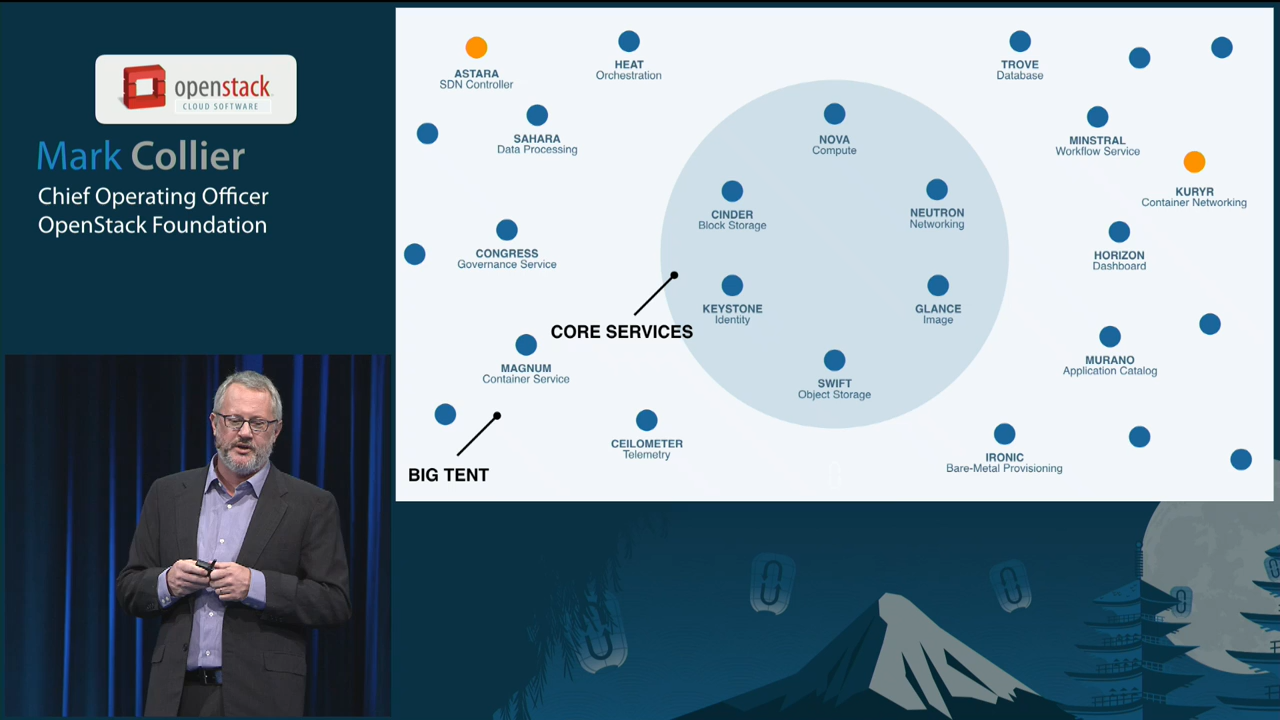 openstack
CLOUD SOFTWARE
Mark Collier
Chief Operating Officer
OpenStack Foundation
ASTARA
SDN Controller
HEAT
Orchestration
TROVE
Database
SAHARA
Data Processing
NOVA
Compute
MINSTRAL
Workflow Service
KURYR
Container Networking
CINDER
Block Storage
NEUTRON
Networking
CONGRESS
Governance Service
HORIZON
Dashboard
KEYSTONE
Identity
GLANCE
Image
CORE SERVICES
MAGNUM
Container Service
MURANO
Application Catalog
SWIFT
Object Storage
CEILOMETER
Telemetry
IRONIC
Bare-Metal Provisioning
BIG TENT